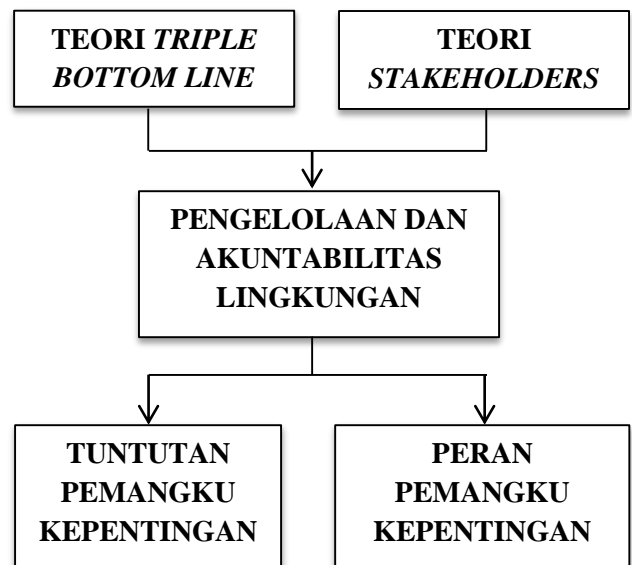 TEORI TRIPLE
BOTTOM LINE
TEORI
STAKEHOLDERS
PENGELOLAAN DAN
AKUNTABILITAS
LINGKUNGAN
TUNTUTAN
PEMANGKU
KEPENTINGAN
PERAN
PEMANGKU
KEPENTINGAN